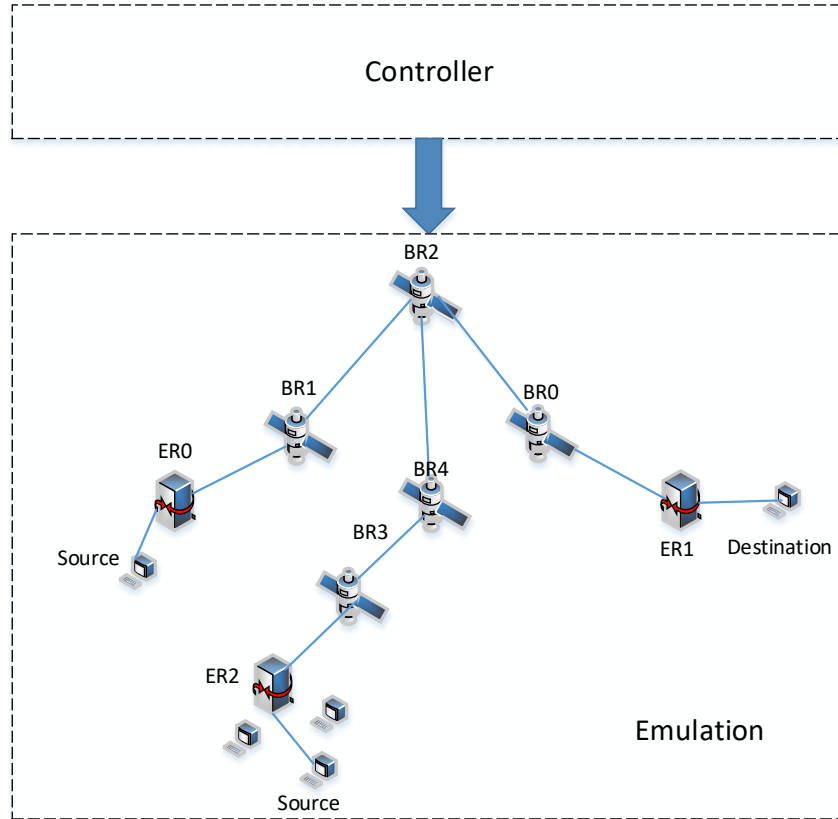 Controller
BR2
BR1
BR0
ER0
BR4
BR3
Source
ER1
Destination
ER2
Emulation
Source